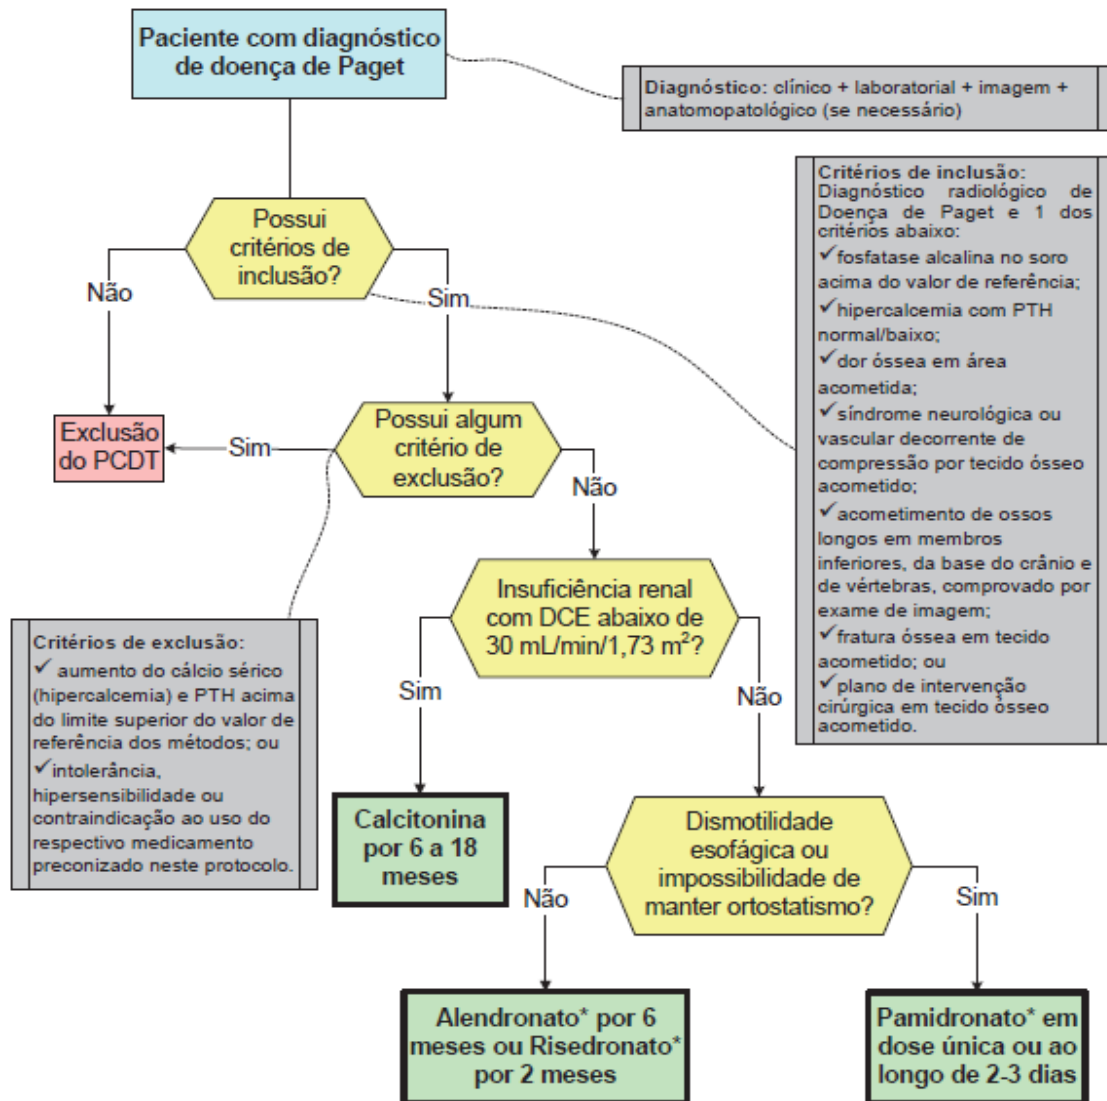 Paciente com diagnóstico
de doença de Paget
Diagnóstico: clínico + laboratorial + imagem +
anatomopatológico (se necessário)
Critérios de inclusão:
Diagnóstico radiológico de
Doença de Paget e 1 dos
critérios abaixo:
✓fosfatase alcalina no soro
acima do valor de referência;
✓hipercalcemia com PTH
normal/baixo;
✓dor óssea em área
acometida;
✓síndrome neurológica ou
vascular decorrente de
compressão por tecido ósseo
acometido;
✓acometimento de ossos
longos em membros
inferiores, da base do crânio e
de vértebras, comprovado por
exame de imagem;
✓fratura óssea em tecido
acometido; ou
✓plano de intervenção
cirúrgica em tecido ósseo
acometido.
Possui
critérios de
inclusão?
Não
Sim
Exclusão
do PCDT
Sim
Possui algum
critério de
exclusão?
Não
Critérios de exclusão:
✓ aumento do cálcio sérico
(hipercalcemia) e PTH acima
do limite superior do valor de
referência dos métodos; ou
✓intolerância,
hipersensibilidade ou
contraindicação ao uso do
respectivo medicamento
preconizado neste protocolo.
Insuficiência renal
com DCE abaixo de
30 mL/min/1,73 m²?
Sim
Não
Calcitonina
por 6 a 18
meses
Dismotilidade
esofágica ou
impossibilidade de
manter ortostatismo?
Não
Sim
Alendronato* por 6
meses ou Risedronato*
por 2 meses
Pamidronato* em
dose única ou ao
longo de 2-3 dias